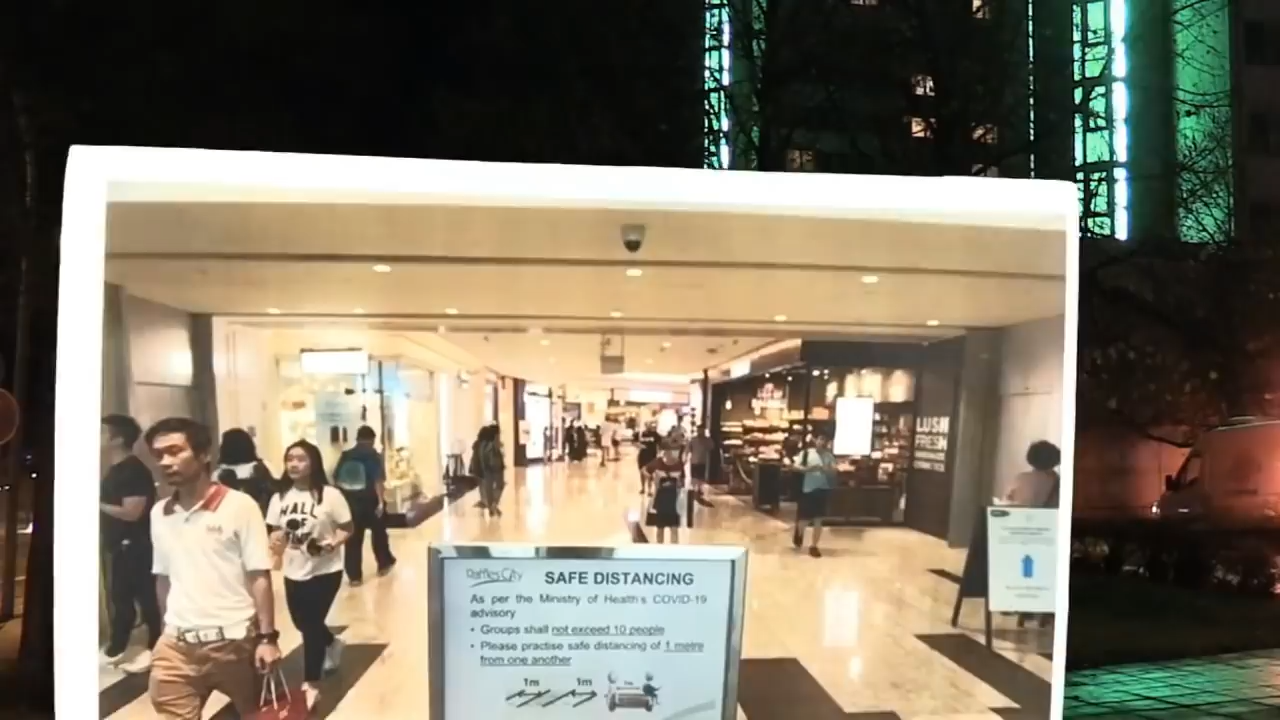 LUSH
FRESH
HALL
OF
Raffles City
SAFE DISTANCING
As per the Ministry of Health's COVID-19
advisory
• Groups shall not exceed 10 people
• Please practise safe distancing of 1 metre
from one another
1m 1m